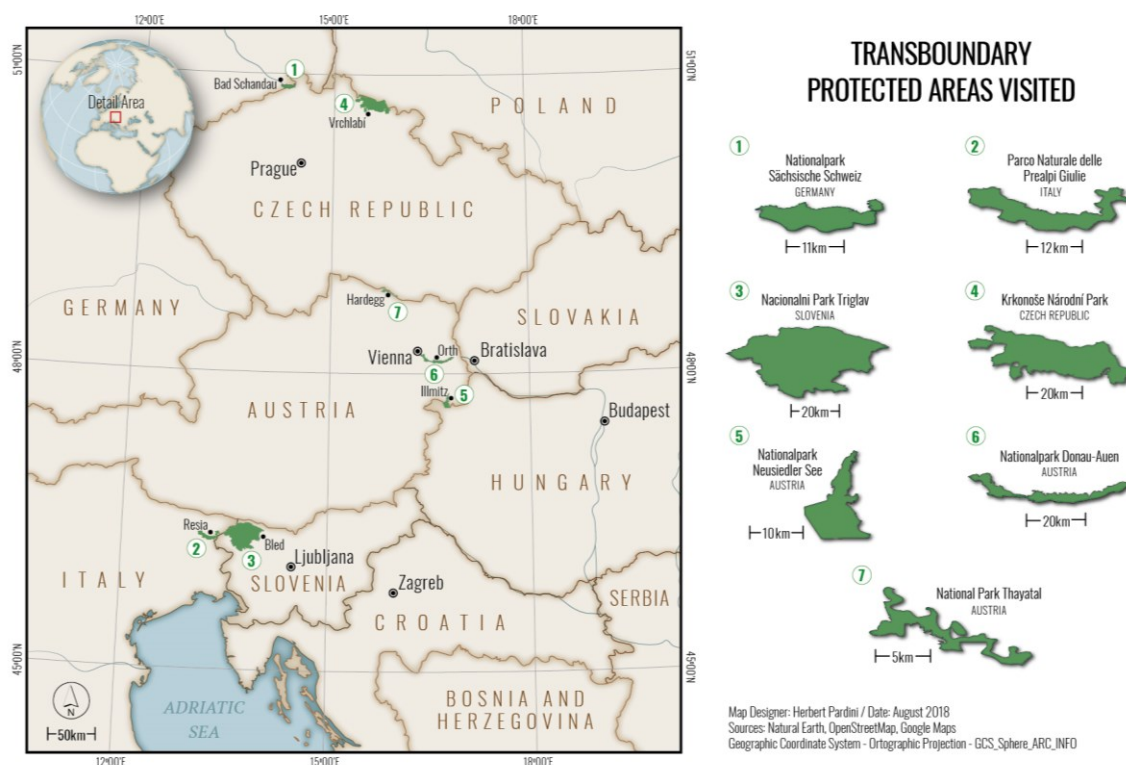 12°00'E
15°00'E
18°00'E
51°00'N
51°00'N
Detail Area
1
Bad Schandau
4
Vrchlabi
POLAND
Prague
CZECH REPUBLIC
GERMANY
Hardegg
7
SLOVAKIA
Vienna
Orth
Bratislava
48°00'N
48°00'N
6
Illmitz
5
AUSTRIA
Budapest
HUNGARY
Resia
2
Bled
3
Ljubljana
ITALY
SLOVENIA
Zagreb
SERBIA
CROATIA
45°00'N
45°00'N
ADRIATIC
SEA
BOSNIA AND
HERZEGOVINA
N
50km
12°00'E
15°00'E
18°00'E
TRANSBOUNDARY
PROTECTED AREAS VISITED
1
Nationalpark
Sächsische Schweiz
GERMANY
11km
2
Parco Naturale delle
Prealpi Giulie
ITALY
12km
3
Nacionalni Park Triglav
SLOVENIA
20km
4
Krkonoše Národní Park
CZECH REPUBLIC
20km
5
Nationalpark
Neusiedler See
AUSTRIA
10km
6
Nationalpark Donau-Auen
AUSTRIA
20km
7
National Park Thayatal
AUSTRIA
5km
Map Designer: Herbert Pardini / Date: August 2018
Sources: Natural Earth, OpenStreetMap, Google Maps
Geographic Coordinate System - Ortographic Projection - GCS_Sphere_ARC_INFO